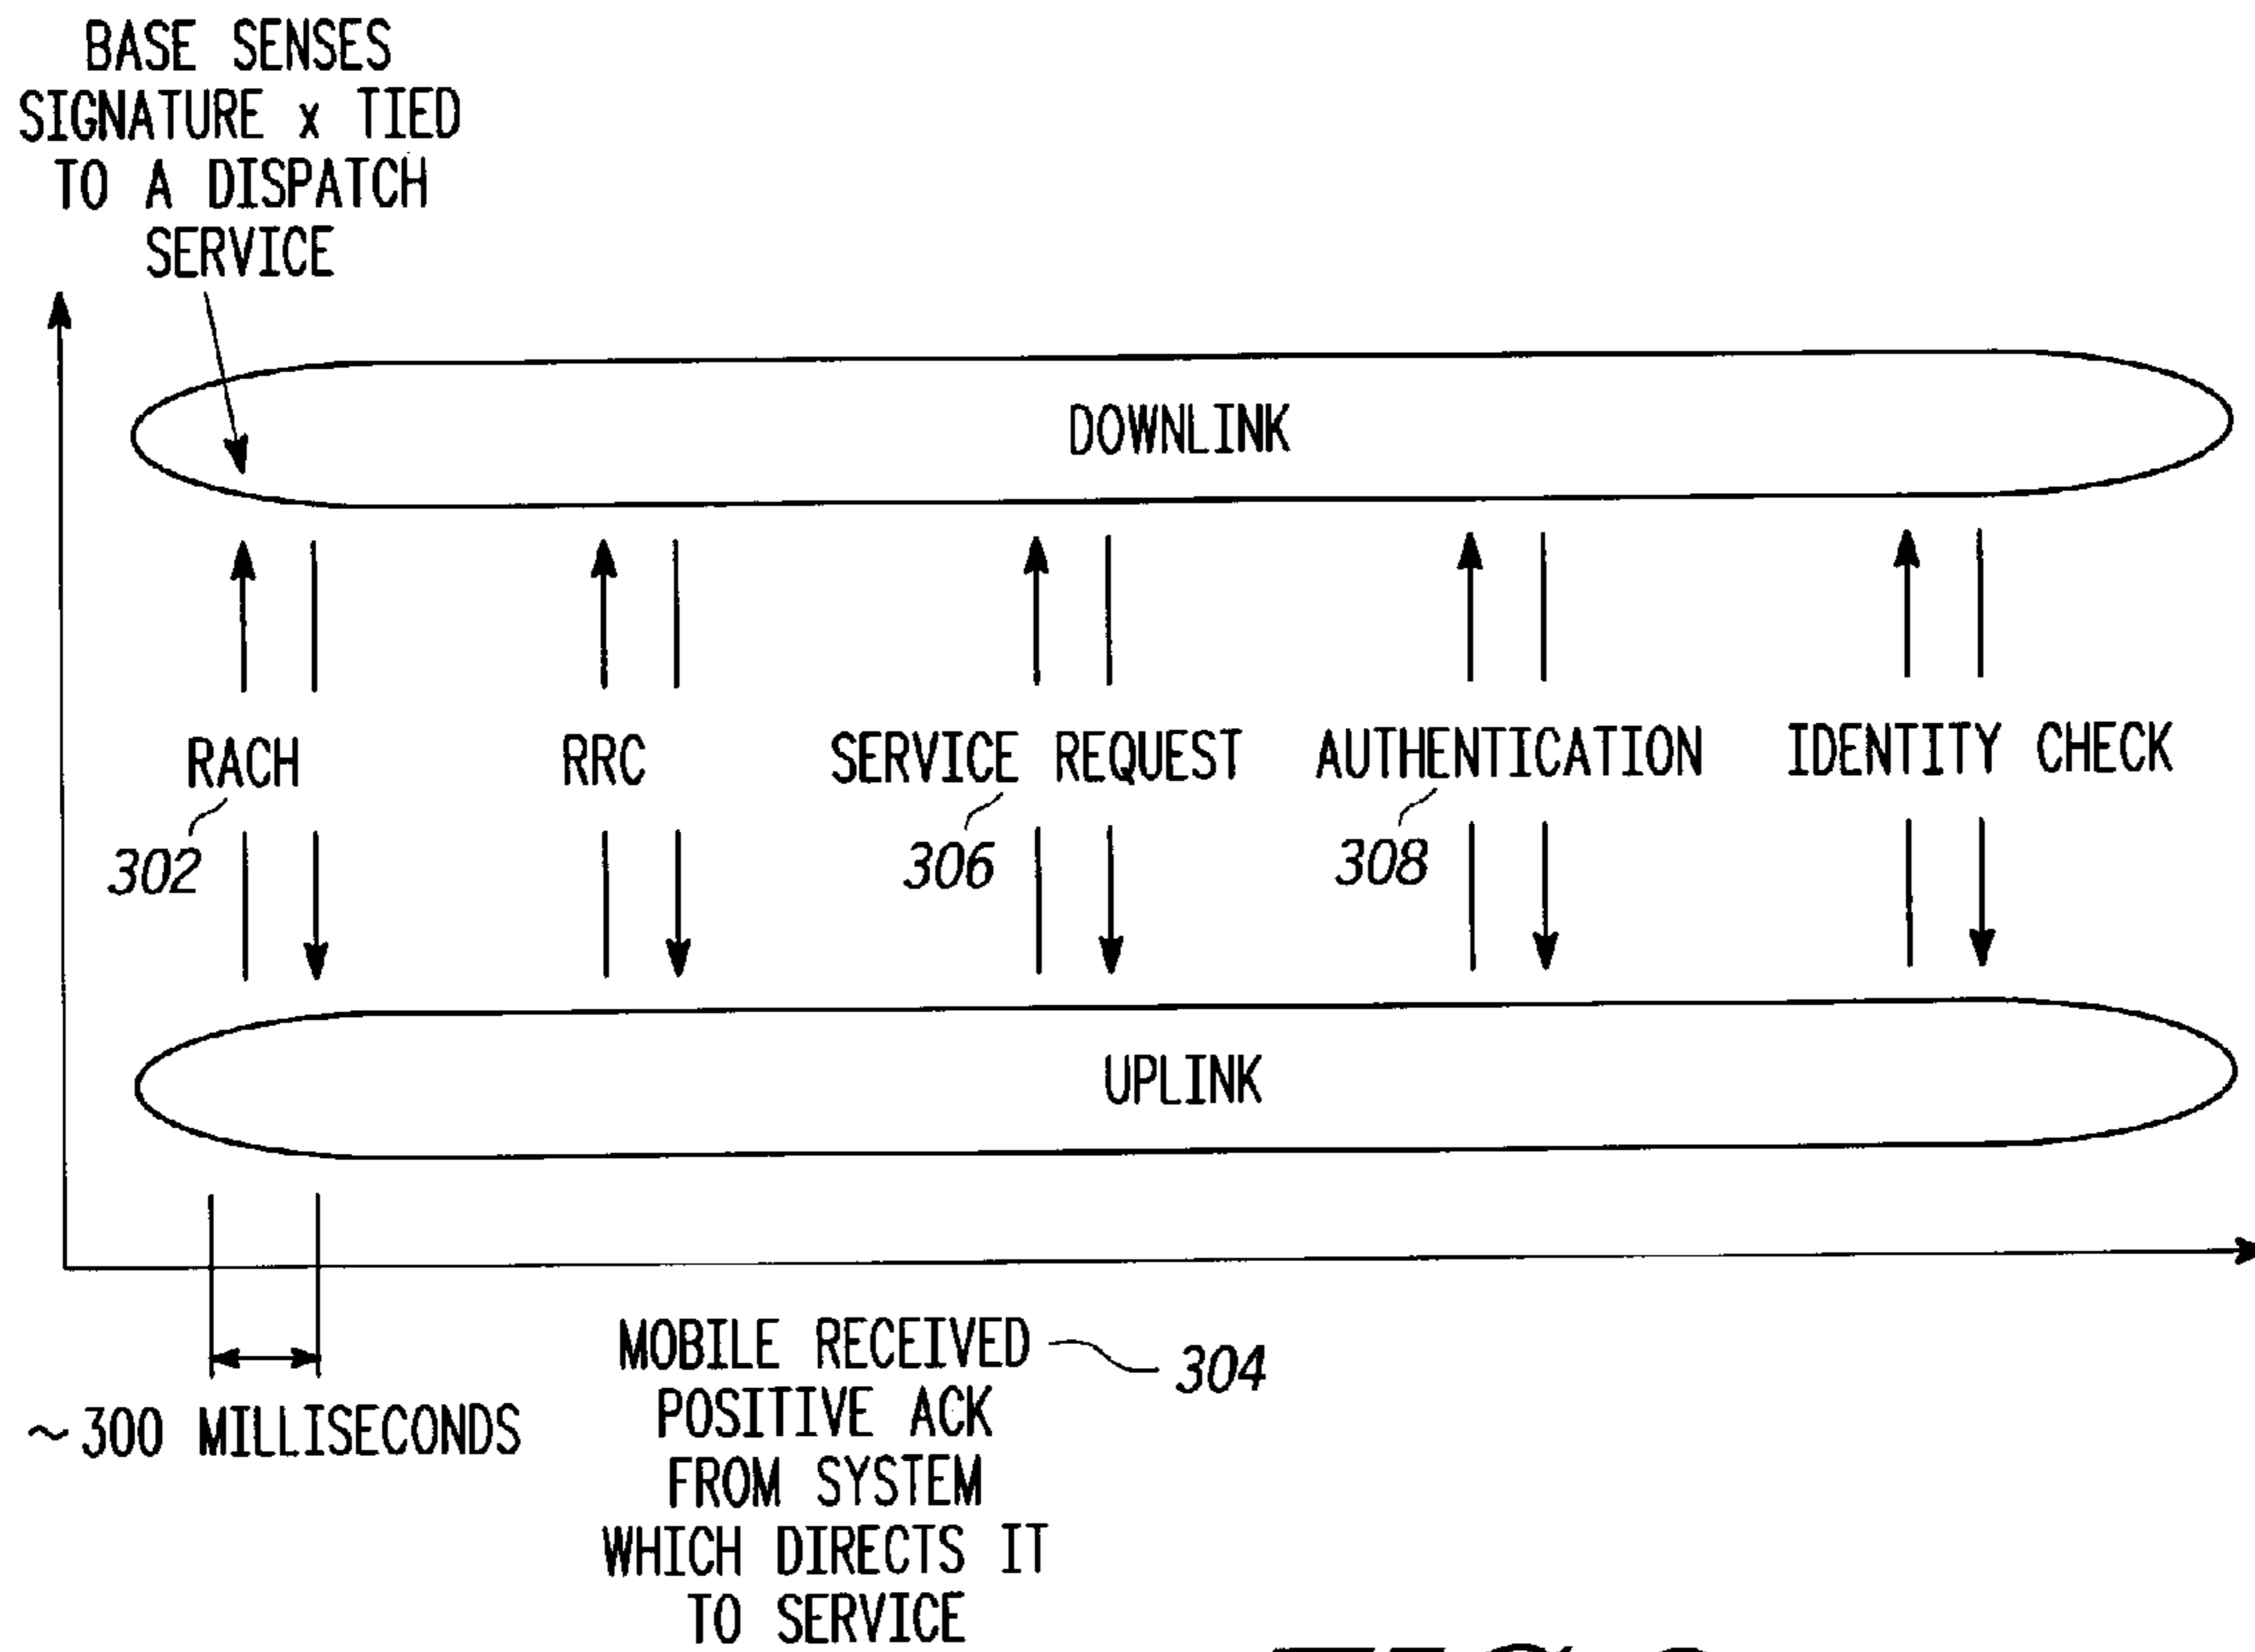 BASE SENSES
SIGNATURE x TIED
TO A DISPATCH
SERVICE
DOWNLINK
RACH
RRC
SERVICE REQUEST
AUTHENTICATION
IDENTITY CHECK
302
306
308
UPLINK
~300 MILLISECONDS
MOBILE RECEIVED
304
POSITIVE ACK
FROM SYSTEM
WHICH DIRECTS IT
TO SERVICE